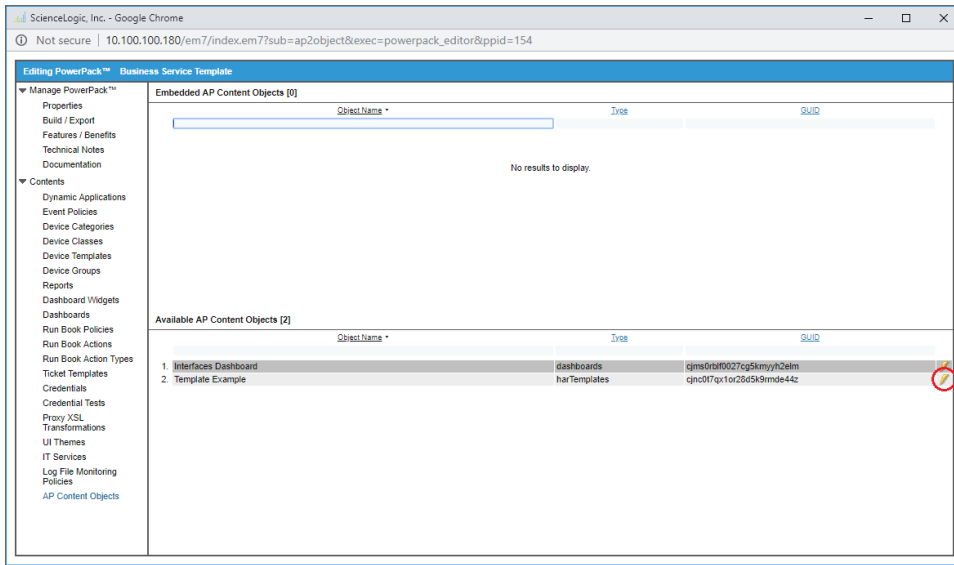 ScienceLogic, Inc. - Google Chrome
Not secure | 10.100.100.180/em7/index.em7?sub=ap2object&exec=powerpack_editor&ppid=154
Editing PowerPack™ Business Service Template
Manage PowerPack™
Properties
Build / Export
Features / Benefits
Technical Notes
Documentation
Contents
Dynamic Applications
Event Policies
Device Categories
Device Classes
Device Templates
Device Groups
Reports
Dashboard Widgets
Dashboards
Run Book Policies
Run Book Actions
Run Book Action Types
Ticket Templates
Credentials
Credential Tests
Proxy XSL
Transformations
UI Themes
IT Services
Log File Monitoring
Policies
AP Content Objects
Embedded AP Content Objects [0]
Object Name Type GUID
No results to display.
Available AP Content Objects [2]
Object Name Type GUID
1. Interfaces Dashboard dashboards cjms0rblf0027cg5kmyyh2elm
2. Template Example harTemplates cjnc0t7qx1or28d5k9rmde44z